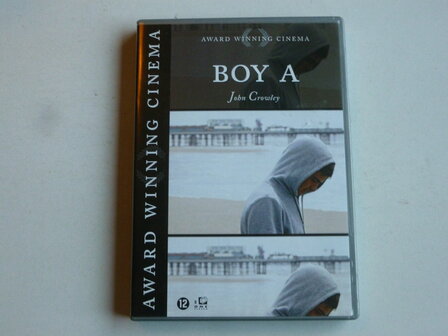 AWARD WINNING CINEMA
AWARD WINNING CINEMA
BOY A
John Crowley
12